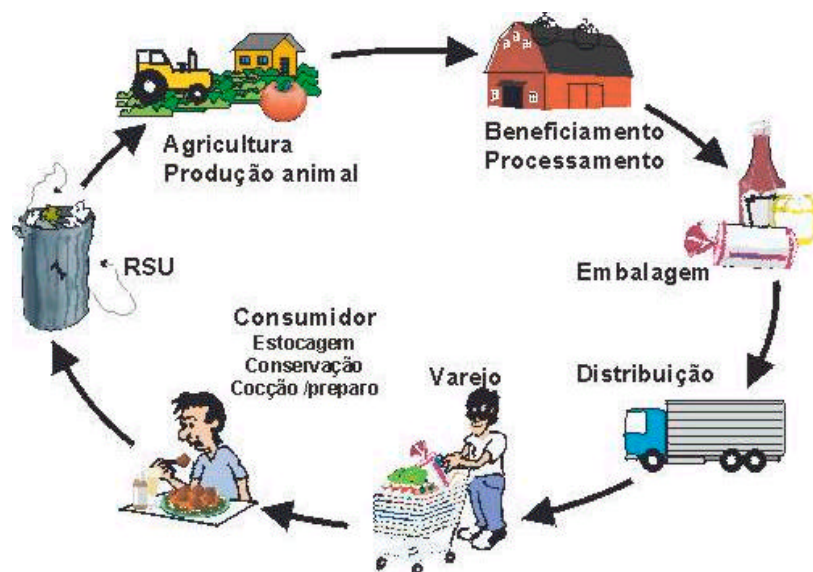 Agricultura
Produção animal
Beneficiamento
Processamento
Embalagem
Distribuição
Varejo
Consumidor
Estocagem
Conservação
Cocção /preparo
RSU